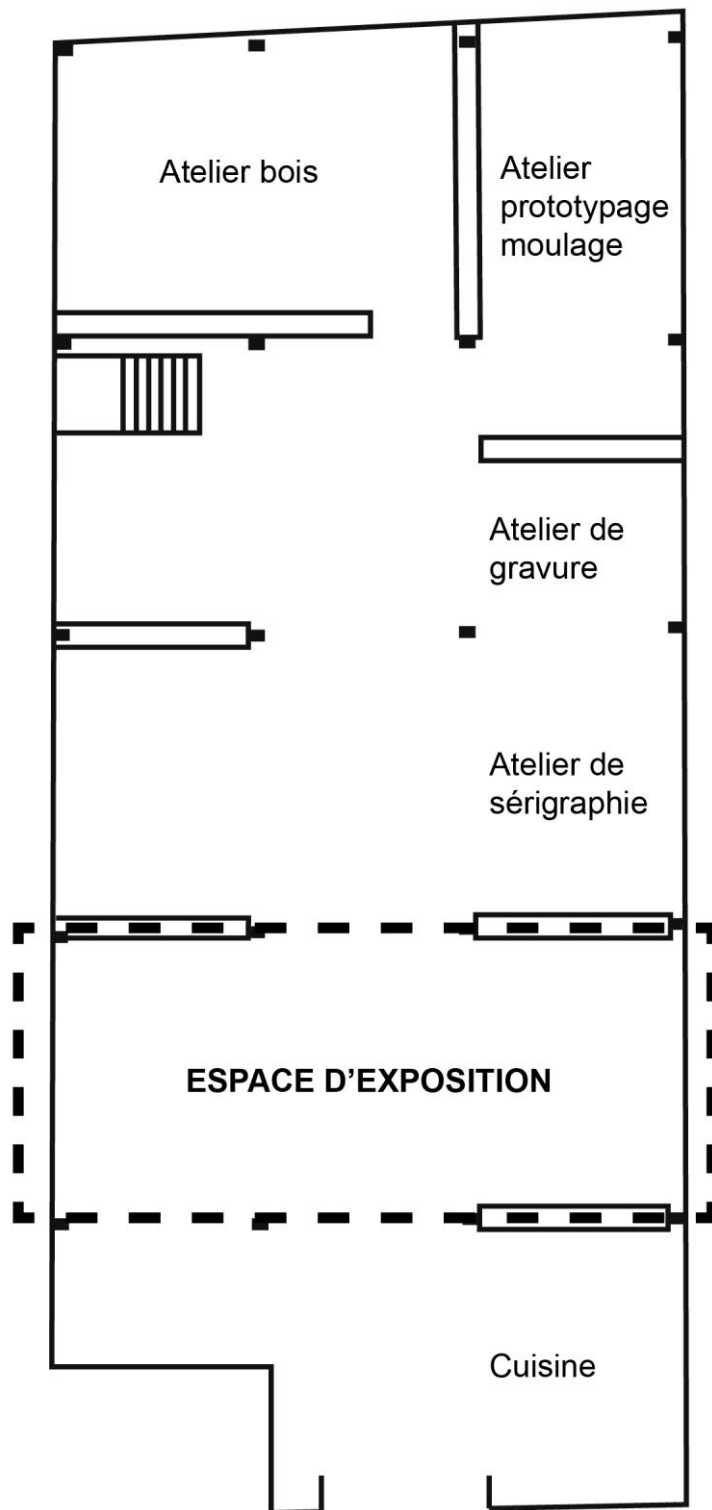 Atelier bois
Atelier
prototypage
moulage
Atelier de
gravure
Atelier de
sérigraphie
ESPACE D’EXPOSITION
Cuisine